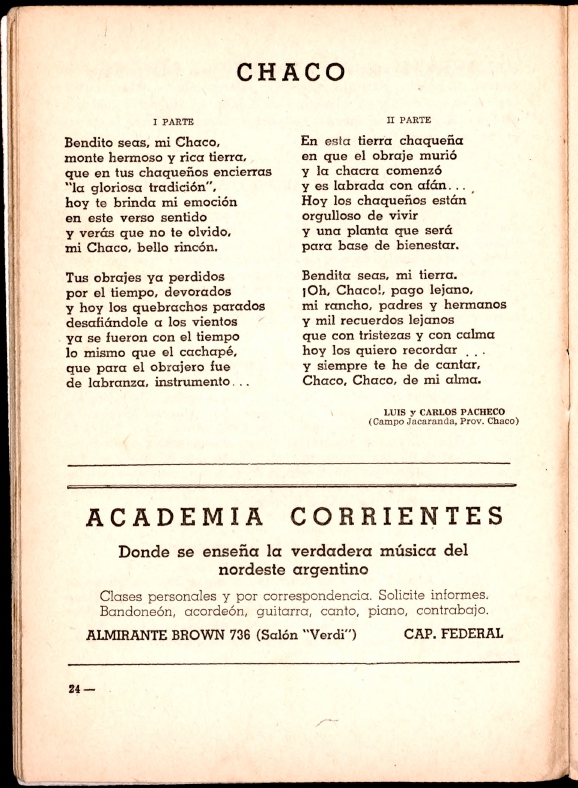 CHACO
I PARTE
Bendito seas, mi Chaco,
monte hermoso y rica tierra,
que en tus chaqueños encierras
"la gloriosa tradición",
hoy te brinda mi emoción
en este verso sentido
y verás que no te olvido,
mi Chaco, bello rincón.
Tus obrajes ya perdidos
por el tiempo, devorados
y hoy los quebrachos parados
desafiándole a los vientos
ya se fueron con el tiempo
lo mismo que el cachapé,
que para el obrajero fue
de labranza, instrumento...
II PARTE
En esta tierra chaqueña
en que el obraje murió
y la chacra comenzó
y es labrada con afán...
Hoy los chaqueños están
orgulloso de vivir
y una planta que será
para base de bienestar.
Bendita seas, mi tierra.
¡Oh, Chaco!, pago lejano,
mi rancho, padres y hermanos
y mil recuerdos lejanos
que con tristezas y con calma
hoy los quiero recordar ...
y siempre te he de cantar,
Chaco, Chaco, de mi alma.
LUIS y CARLOS PACHECO
(Campo Jacaranda, Prov. Chaco)
ACADEMIA CORRIENTES
Donde se enseña la verdadera música del
nordeste argentino
Clases personales y por correspondencia. Solicite informes.
Bandoneón, acordeón, guitarra, canto, piano, contrabajo.
ALMIRANTE BROWN 736 (Salón "Verdi") CAP. FEDERAL
24 —